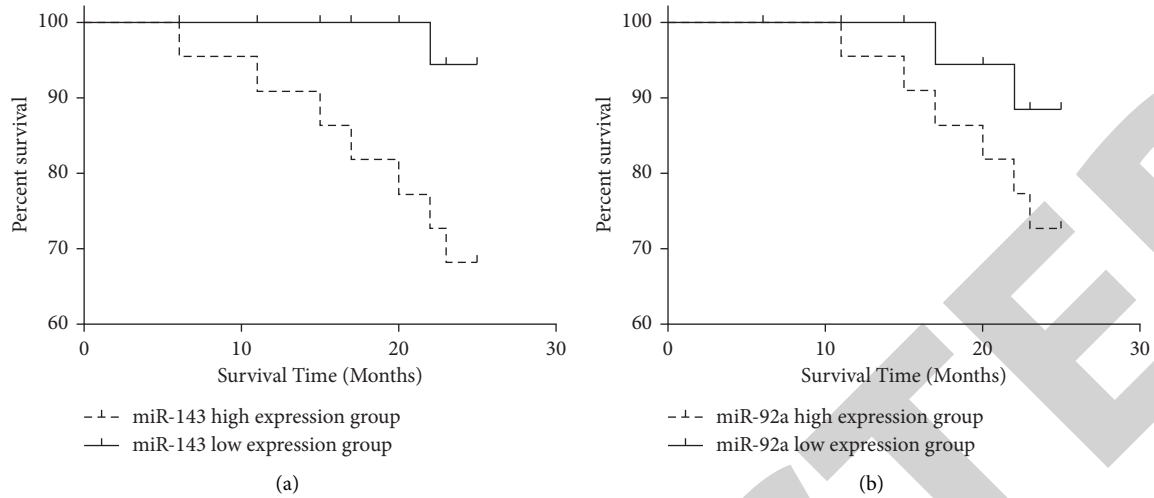 100
90
80
70
60
Percent survival
0
10
20
30
Survival Time (Months)
miR-143 high expression group
miR-143 low expression group
(a)
100
90
80
70
60
Percent survival
0
10
20
30
Survival Time (Months)
miR-92a high expression group
miR-92a low expression group
(b)
TE